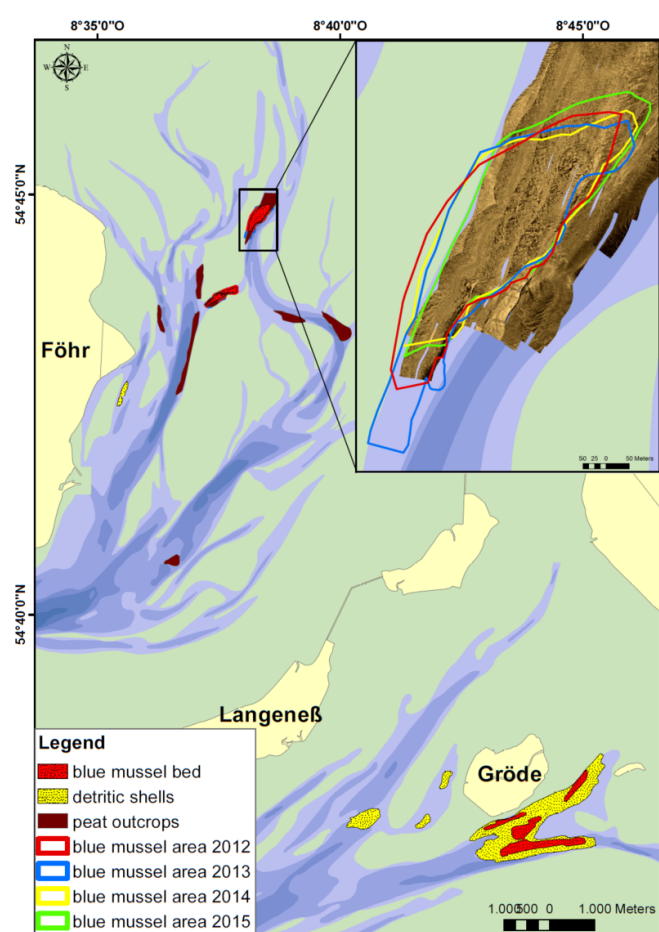 8°35'0"O 8°40'0"O 8°45'0"O
N
W E
S
54°45'0"N
Föhr
50 25 0 50 Meters
54°40'0"N
Langeneß
Gröde
Legend
blue mussel bed
detritic shells
peat outcrops
blue mussel area 2012
blue mussel area 2013
blue mussel area 2014
blue mussel area 2015
1.000500 0 1.000 Meters